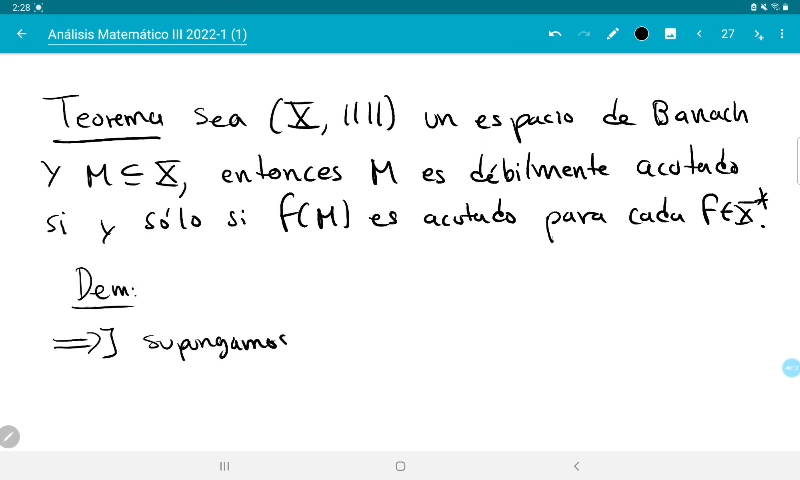 2:28
Análisis Matemático III 2022-1 (1)
27
Teorema Sea (X, ||||) un espacio de Banach
y M ⊆ X, entonces M es débilmente acotado
si y sólo si f(M) es acotado para cada f∈X*.
Dem:
=>] supongamos